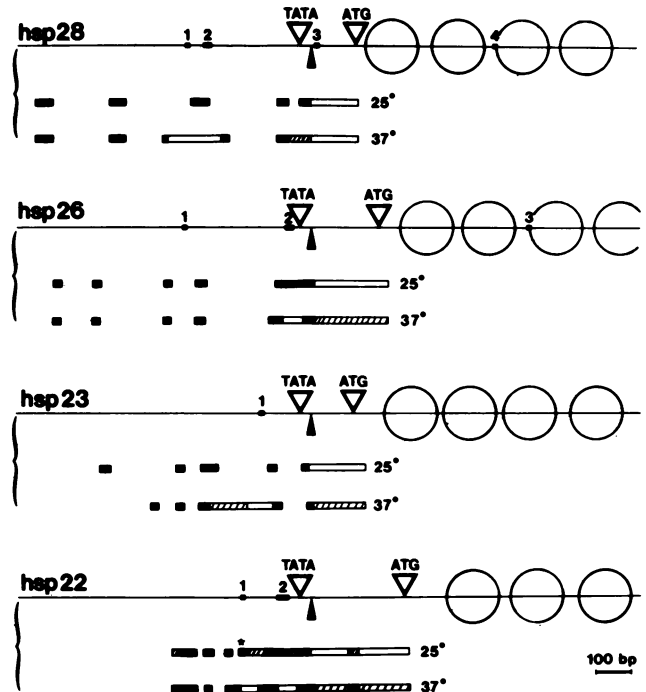 TATA ATG
hsp28 1 2 3 4
25°
37°
TATA ATG
hsp26 1 2 3
25°
37°
TATA ATG
hsp23 1
25°
37°
TATA ATG
hsp22 1 2
*
25°
100 bp
37°